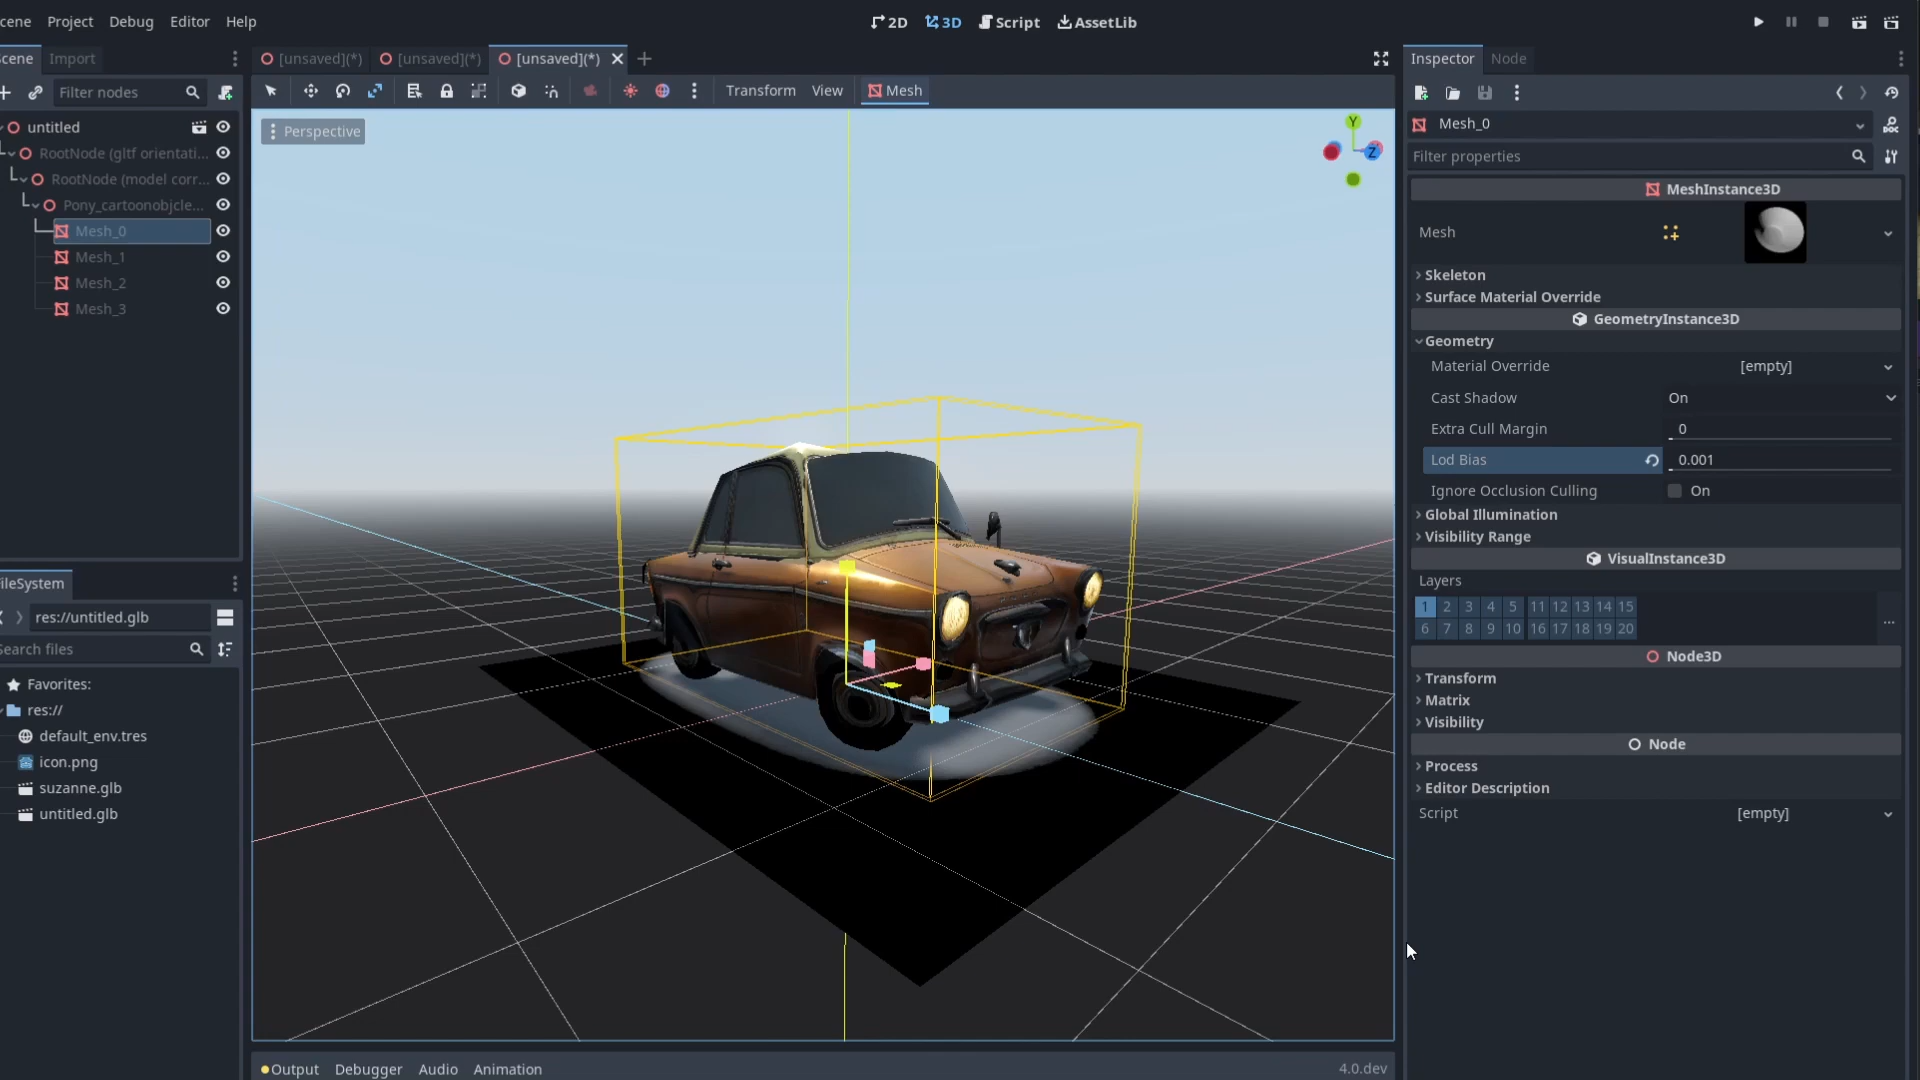 cene Project Debug Editor Help
2D 3D Script AssetLib
Scene Import
[unsaved](*) [unsaved](*) [unsaved](*)
Inspector Node
Filter nodes
Transform View Mesh
Mesh_0
untitled
RootNode (gltf orientati...
RootNode (model corr...
Pony_cartoonobjcle...
Mesh_0
Mesh_1
Mesh_2
Mesh_3
Perspective
Y
Z
Filter properties
MeshInstance3D
Mesh
Skeleton
Surface Material Override
GeometryInstance3D
Geometry
Material Override [empty]
Cast Shadow On
Extra Cull Margin 0
Lod Bias 0.001
Ignore Occlusion Culling On
Global Illumination
Visibility Range
VisualInstance3D
Layers
1 2 3 4 5 11 12 13 14 15
6 7 8 9 10 16 17 18 19 20
...
Node3D
Transform
Matrix
Visibility
Node
Process
Editor Description
Script [empty]
FileSystem
res://untitled.glb
Search files
Favorites:
res://
default_env.tres
icon.png
suzanne.glb
untitled.glb
Output Debugger Audio Animation 4.0.dev